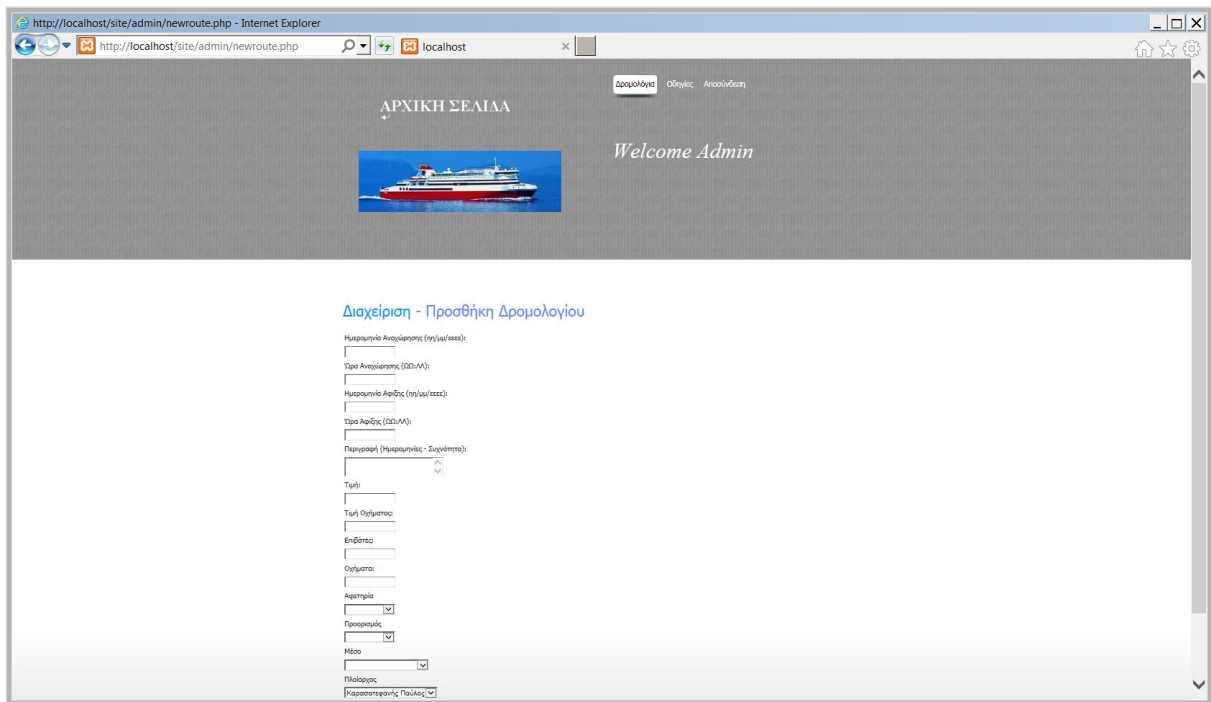 http://localhost/site/admin/newroute.php - Internet Explorer
http://localhost/site/admin/newroute.php
localhost
Δρομολόγια Οδηγίες Αποσύνδεση
ΑΡΧΙΚΗ ΣΕΛΙΔΑ
Welcome Admin
Διαχείριση - Προσθήκη Δρομολογίου
Ημερομηνία Αναχώρησης (ηη/μμ/εεεε):
Ώρα Αναχώρησης (ΩΩ:ΛΛ):
Ημερομηνία Αφιξης (ηη/μμ/εεεε):
Ώρα Αφιξης (ΩΩ:ΛΛ):
Περιγραφή (Ημερομηνίες - Συχνότητα):
Τιμή:
Τιμή Οχήματος:
Επιβάτες:
Οχήματα:
Αφετηρία
Προορισμός
Μέσο
Πλοίαρχος
Καρασατεφανής Παύλος